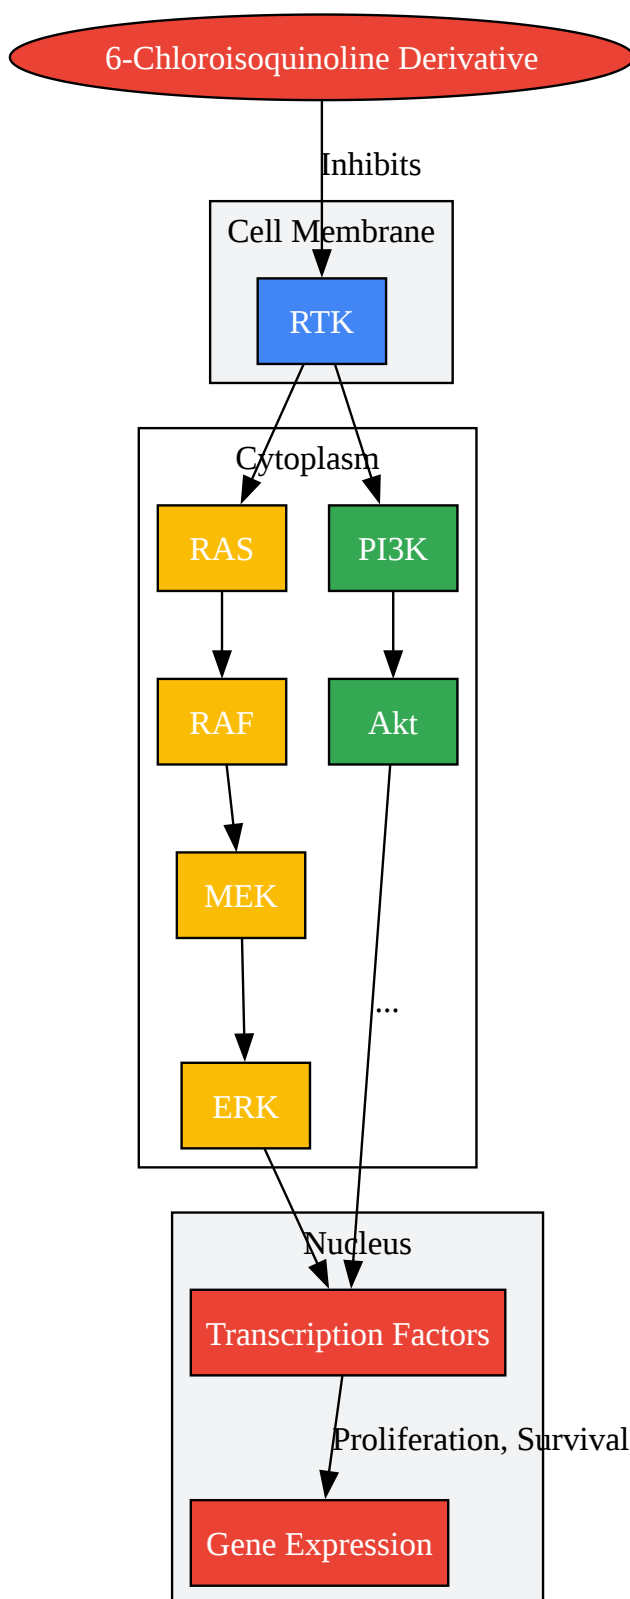 6-Chloroisoquinoline Derivative
Inhibits
Cell Membrane
RTK
Cytoplasm
RAS
PI3K
RAF
Akt
MEK
...
ERK
Nucleus
Transcription Factors
Proliferation, Survival
Gene Expression